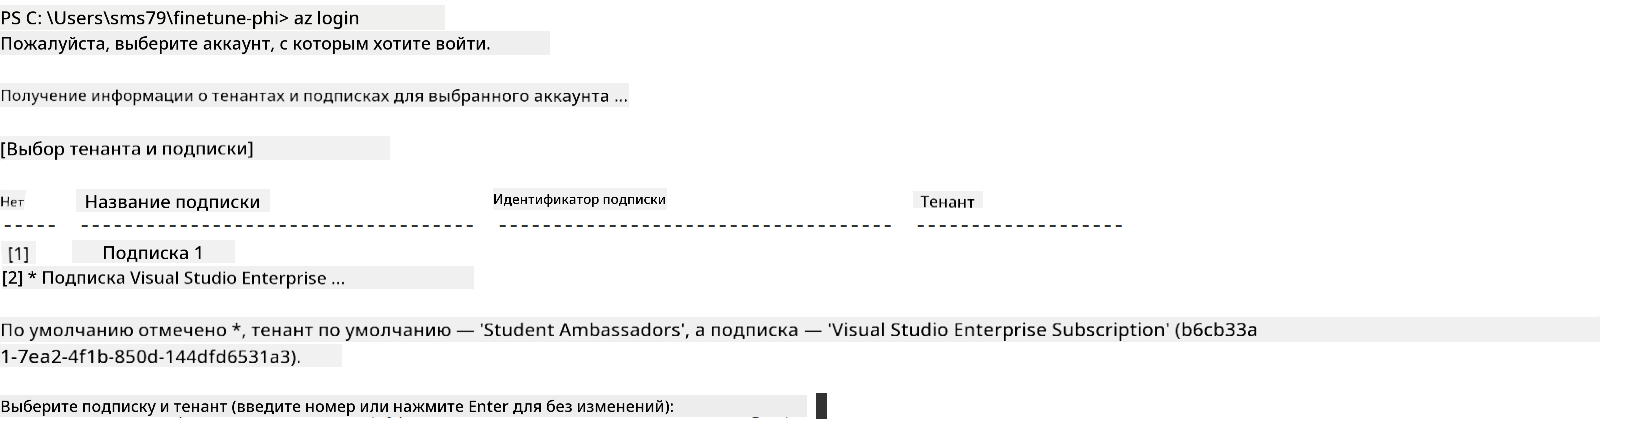 PS C: \Users\sms79\finetune-phi> az login
Пожалуйста, выберите аккаунт, с которым хотите войти.
Получение информации о тенантах и подписках для выбранного аккаунта ...
[Выбор тенанта и подписки]
Нет Название подписки Идентификатор подписки Тенант
----- ------------------------------------ ------------------------------------ -------------------
[1] Подписка 1
[2] * Подписка Visual Studio Enterprise ...
По умолчанию отмечено *, тенант по умолчанию — 'Student Ambassadors', а подписка — 'Visual Studio Enterprise Subscription' (b6cb33a
1-7ea2-4f1b-850d-144dfd6531a3).
Выберите подписку и тенант (введите номер или нажмите Enter для без изменений):